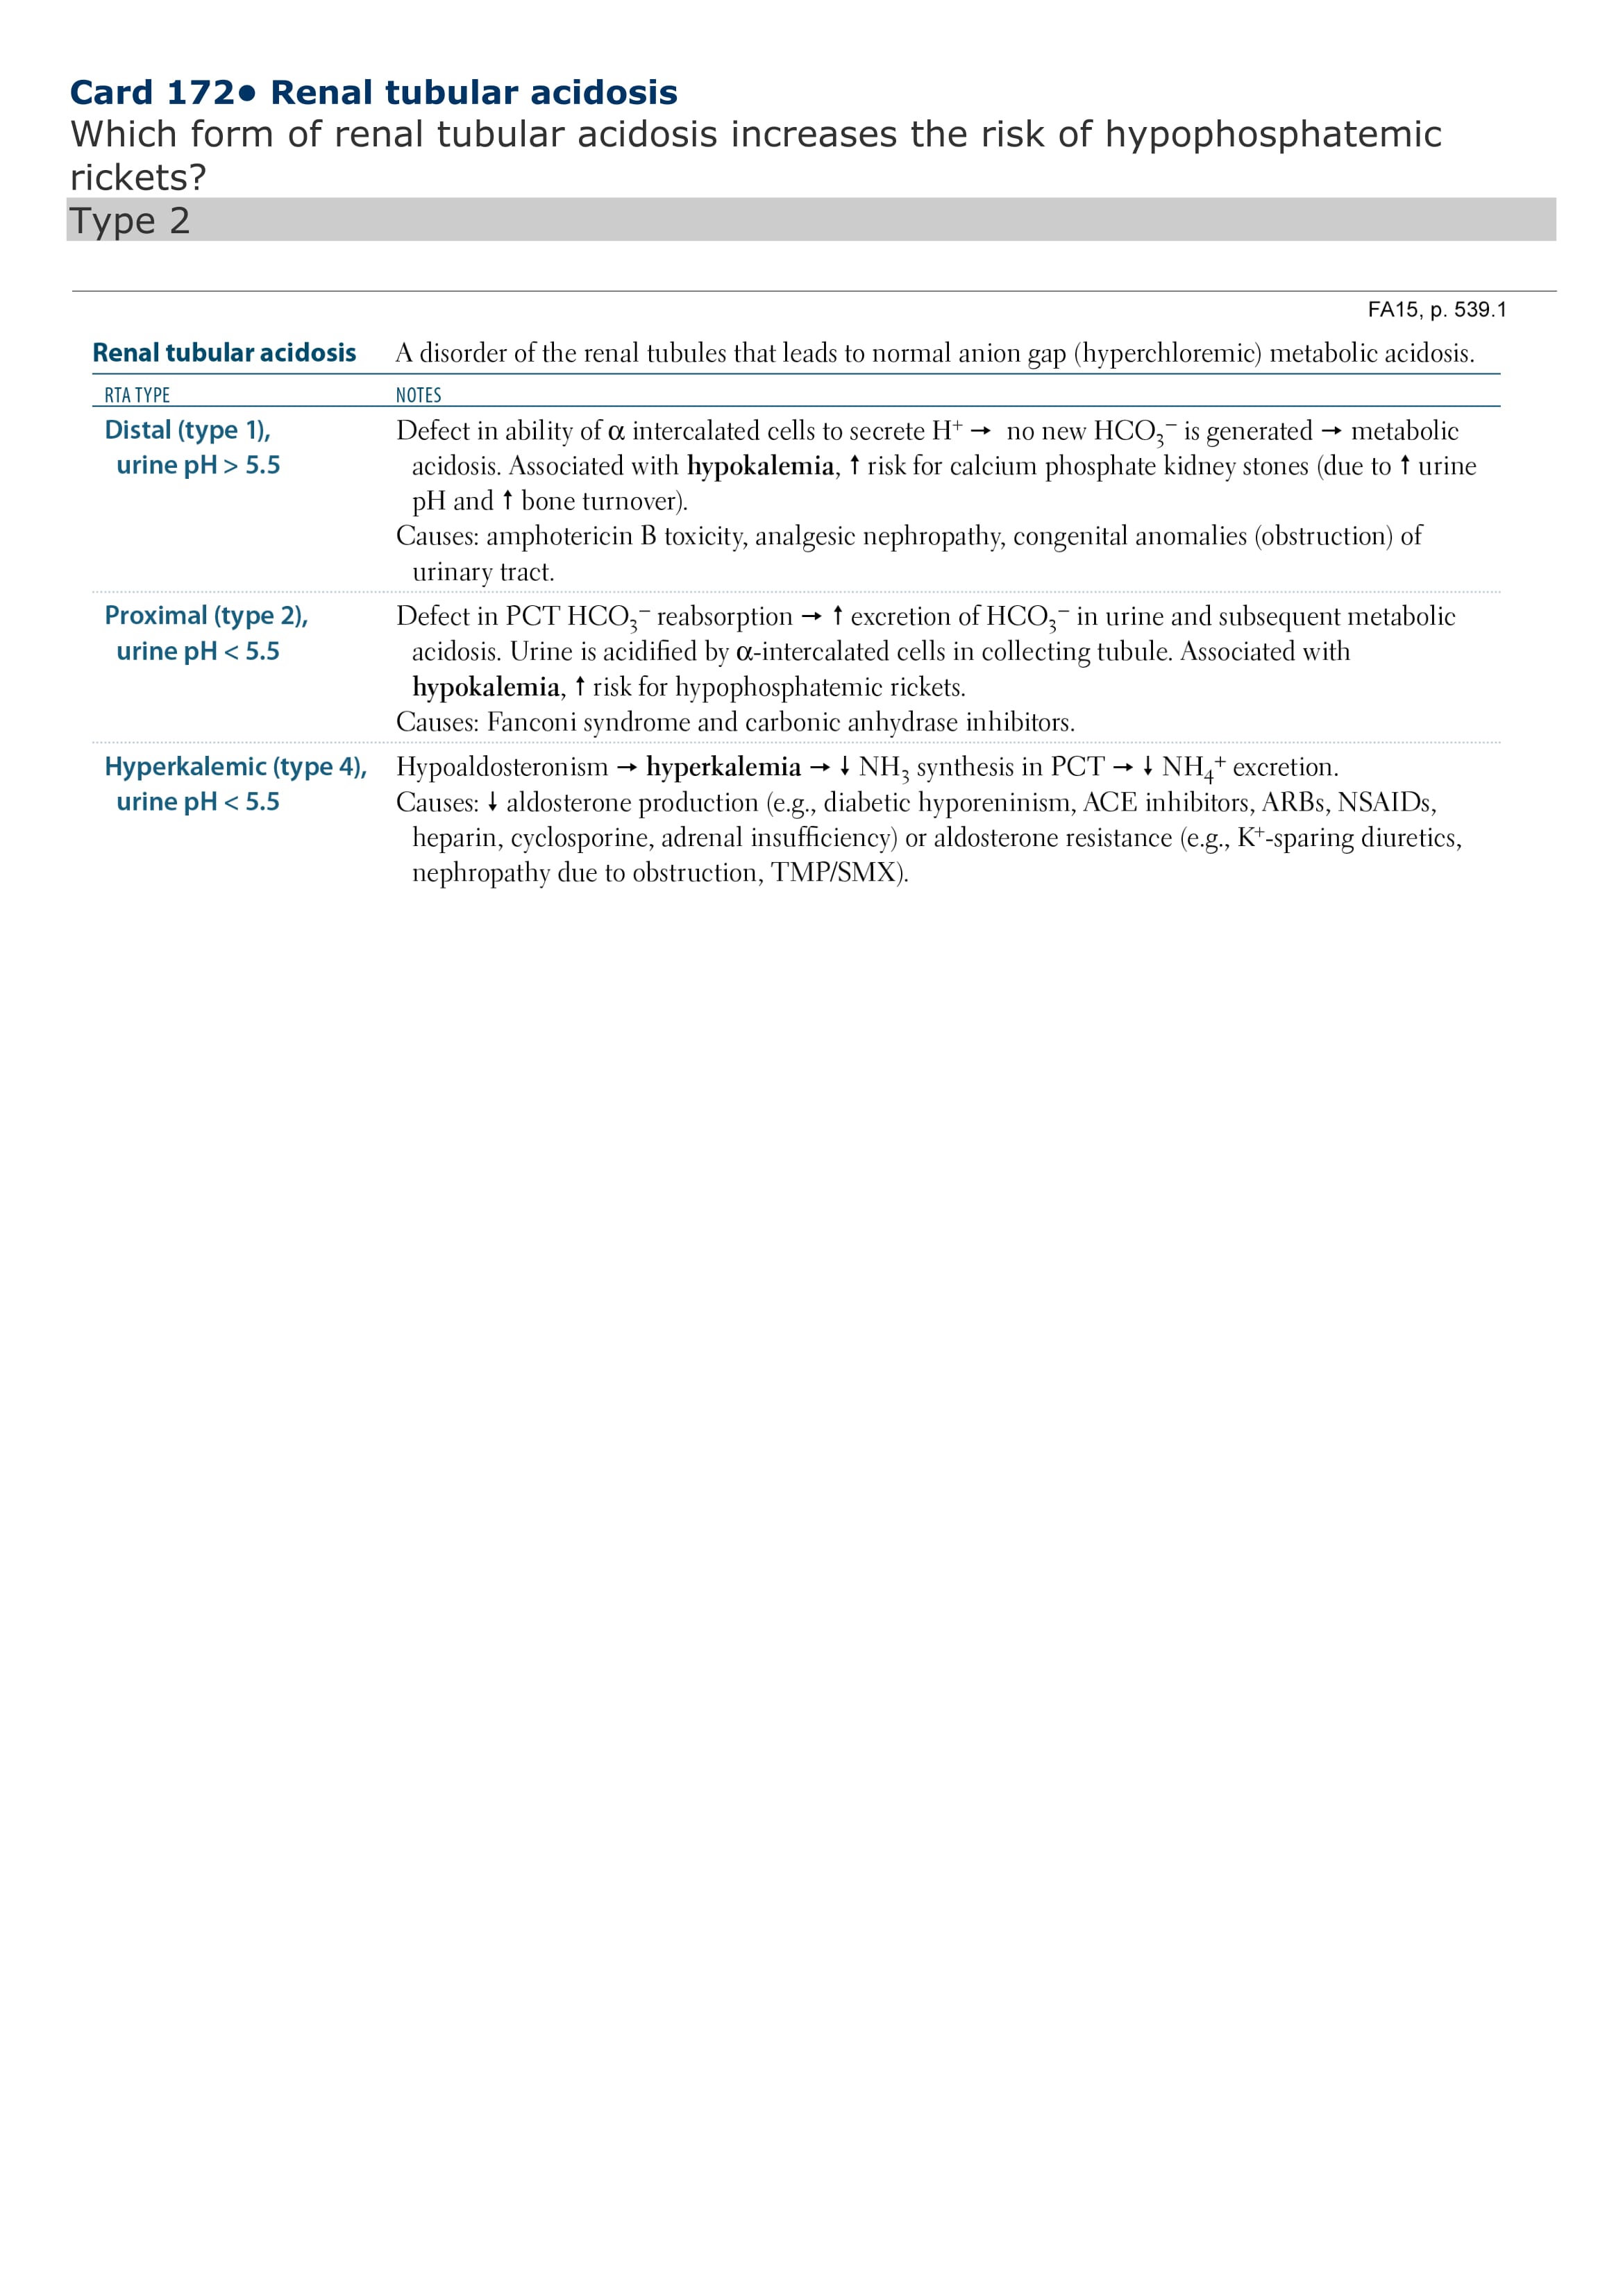 Card 172• Renal tubular acidosis
Which form of renal tubular acidosis increases the risk of hypophosphatemic
rickets?
Type 2
FA15, p. 539.1
Renal tubular acidosis A disorder of the renal tubules that leads to normal anion gap (hyperchloremic) metabolic acidosis.
RTA TYPE NOTES
Distal (type 1), Defect in ability of α intercalated cells to secrete H⁺ → no new HCO₃⁻ is generated → metabolic
urine pH > 5.5 acidosis. Associated with hypokalemia, ↑ risk for calcium phosphate kidney stones (due to ↑ urine
pH and ↑ bone turnover).
Causes: amphotericin B toxicity, analgesic nephropathy, congenital anomalies (obstruction) of
urinary tract.
Proximal (type 2), Defect in PCT HCO₃⁻ reabsorption → ↑ excretion of HCO₃⁻ in urine and subsequent metabolic
urine pH < 5.5 acidosis. Urine is acidified by α-intercalated cells in collecting tubule. Associated with
hypokalemia, ↑ risk for hypophosphatemic rickets.
Causes: Fanconi syndrome and carbonic anhydrase inhibitors.
Hyperkalemic (type 4), Hypoaldosteronism → hyperkalemia → ↓ NH₃ synthesis in PCT → ↓ NH₄⁺ excretion.
urine pH < 5.5 Causes: ↓ aldosterone production (e.g., diabetic hyporeninism, ACE inhibitors, ARBs, NSAIDs,
heparin, cyclosporine, adrenal insufficiency) or aldosterone resistance (e.g., K⁺-sparing diuretics,
nephropathy due to obstruction, TMP/SMX).